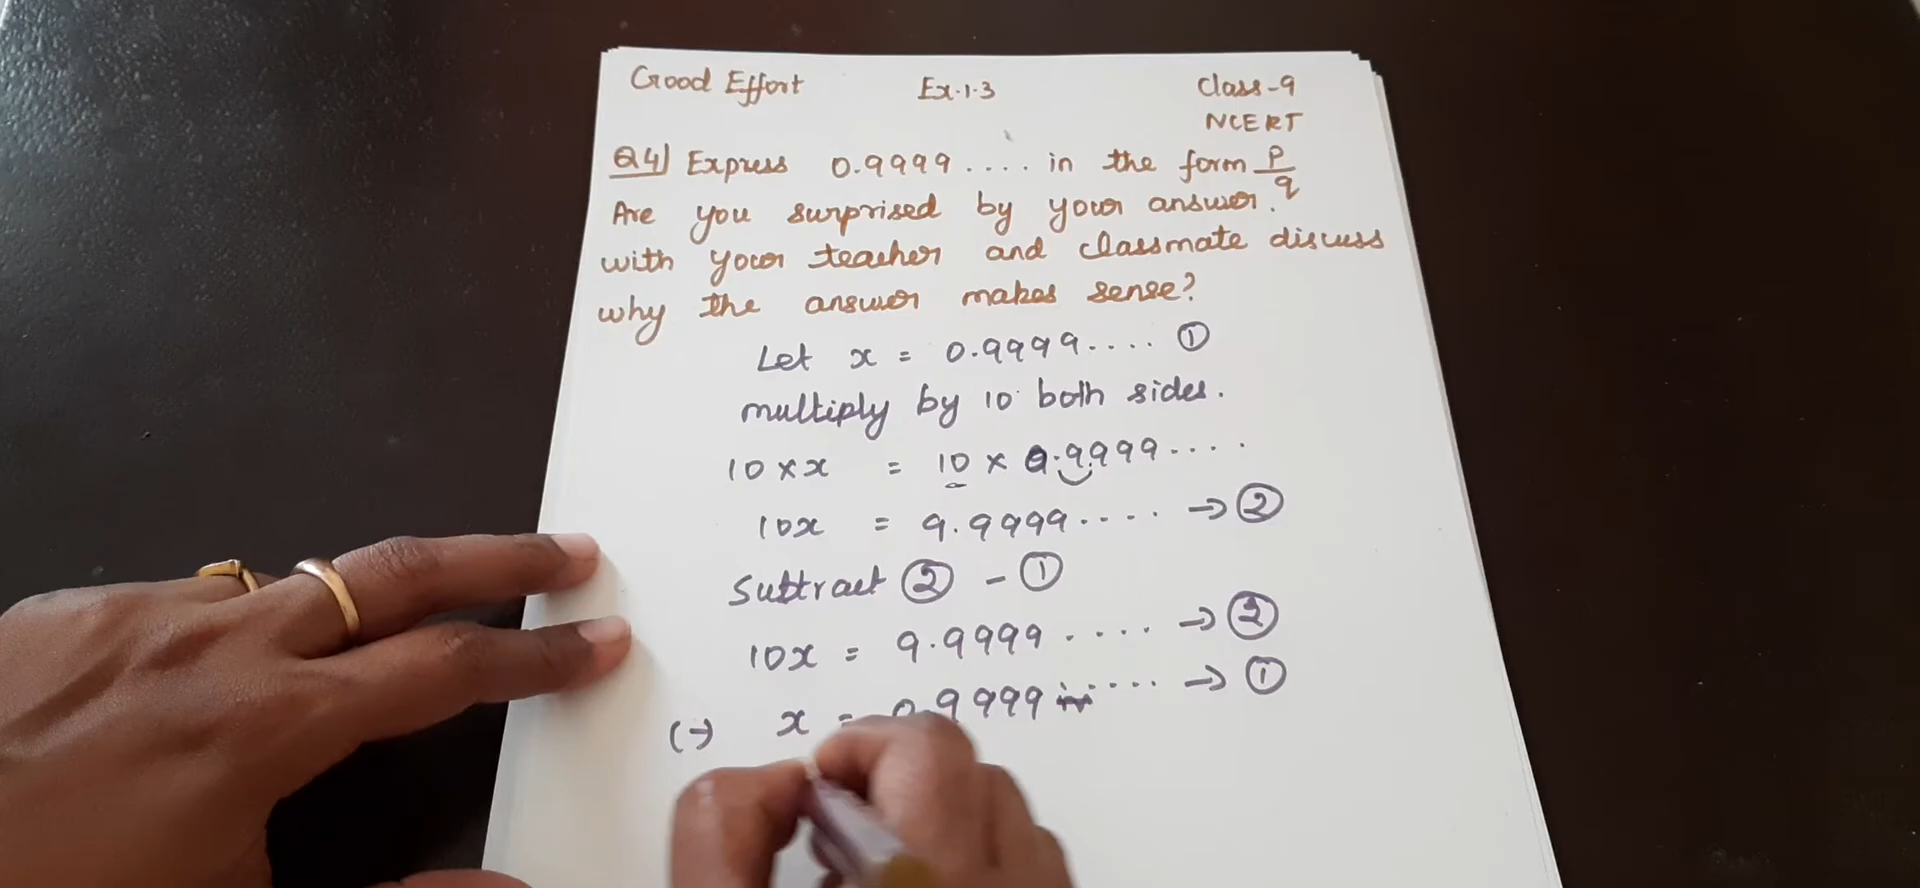 Good Effort Ex.1.3 Class-9
NCERT
Q4) Express 0.9999.... in the form p/q
Are you surprised by your answer.
with your teacher and classmate discuss
why the answer makes sense?
Let x = 0.9999.... ①
multiply by 10 both sides.
10 × x = 10 × 0.9999....
10x = 9.9999.... → ②
Subtract ② - ①
10x = 9.9999.... → ②
(-) x = 0.9999.... → ①